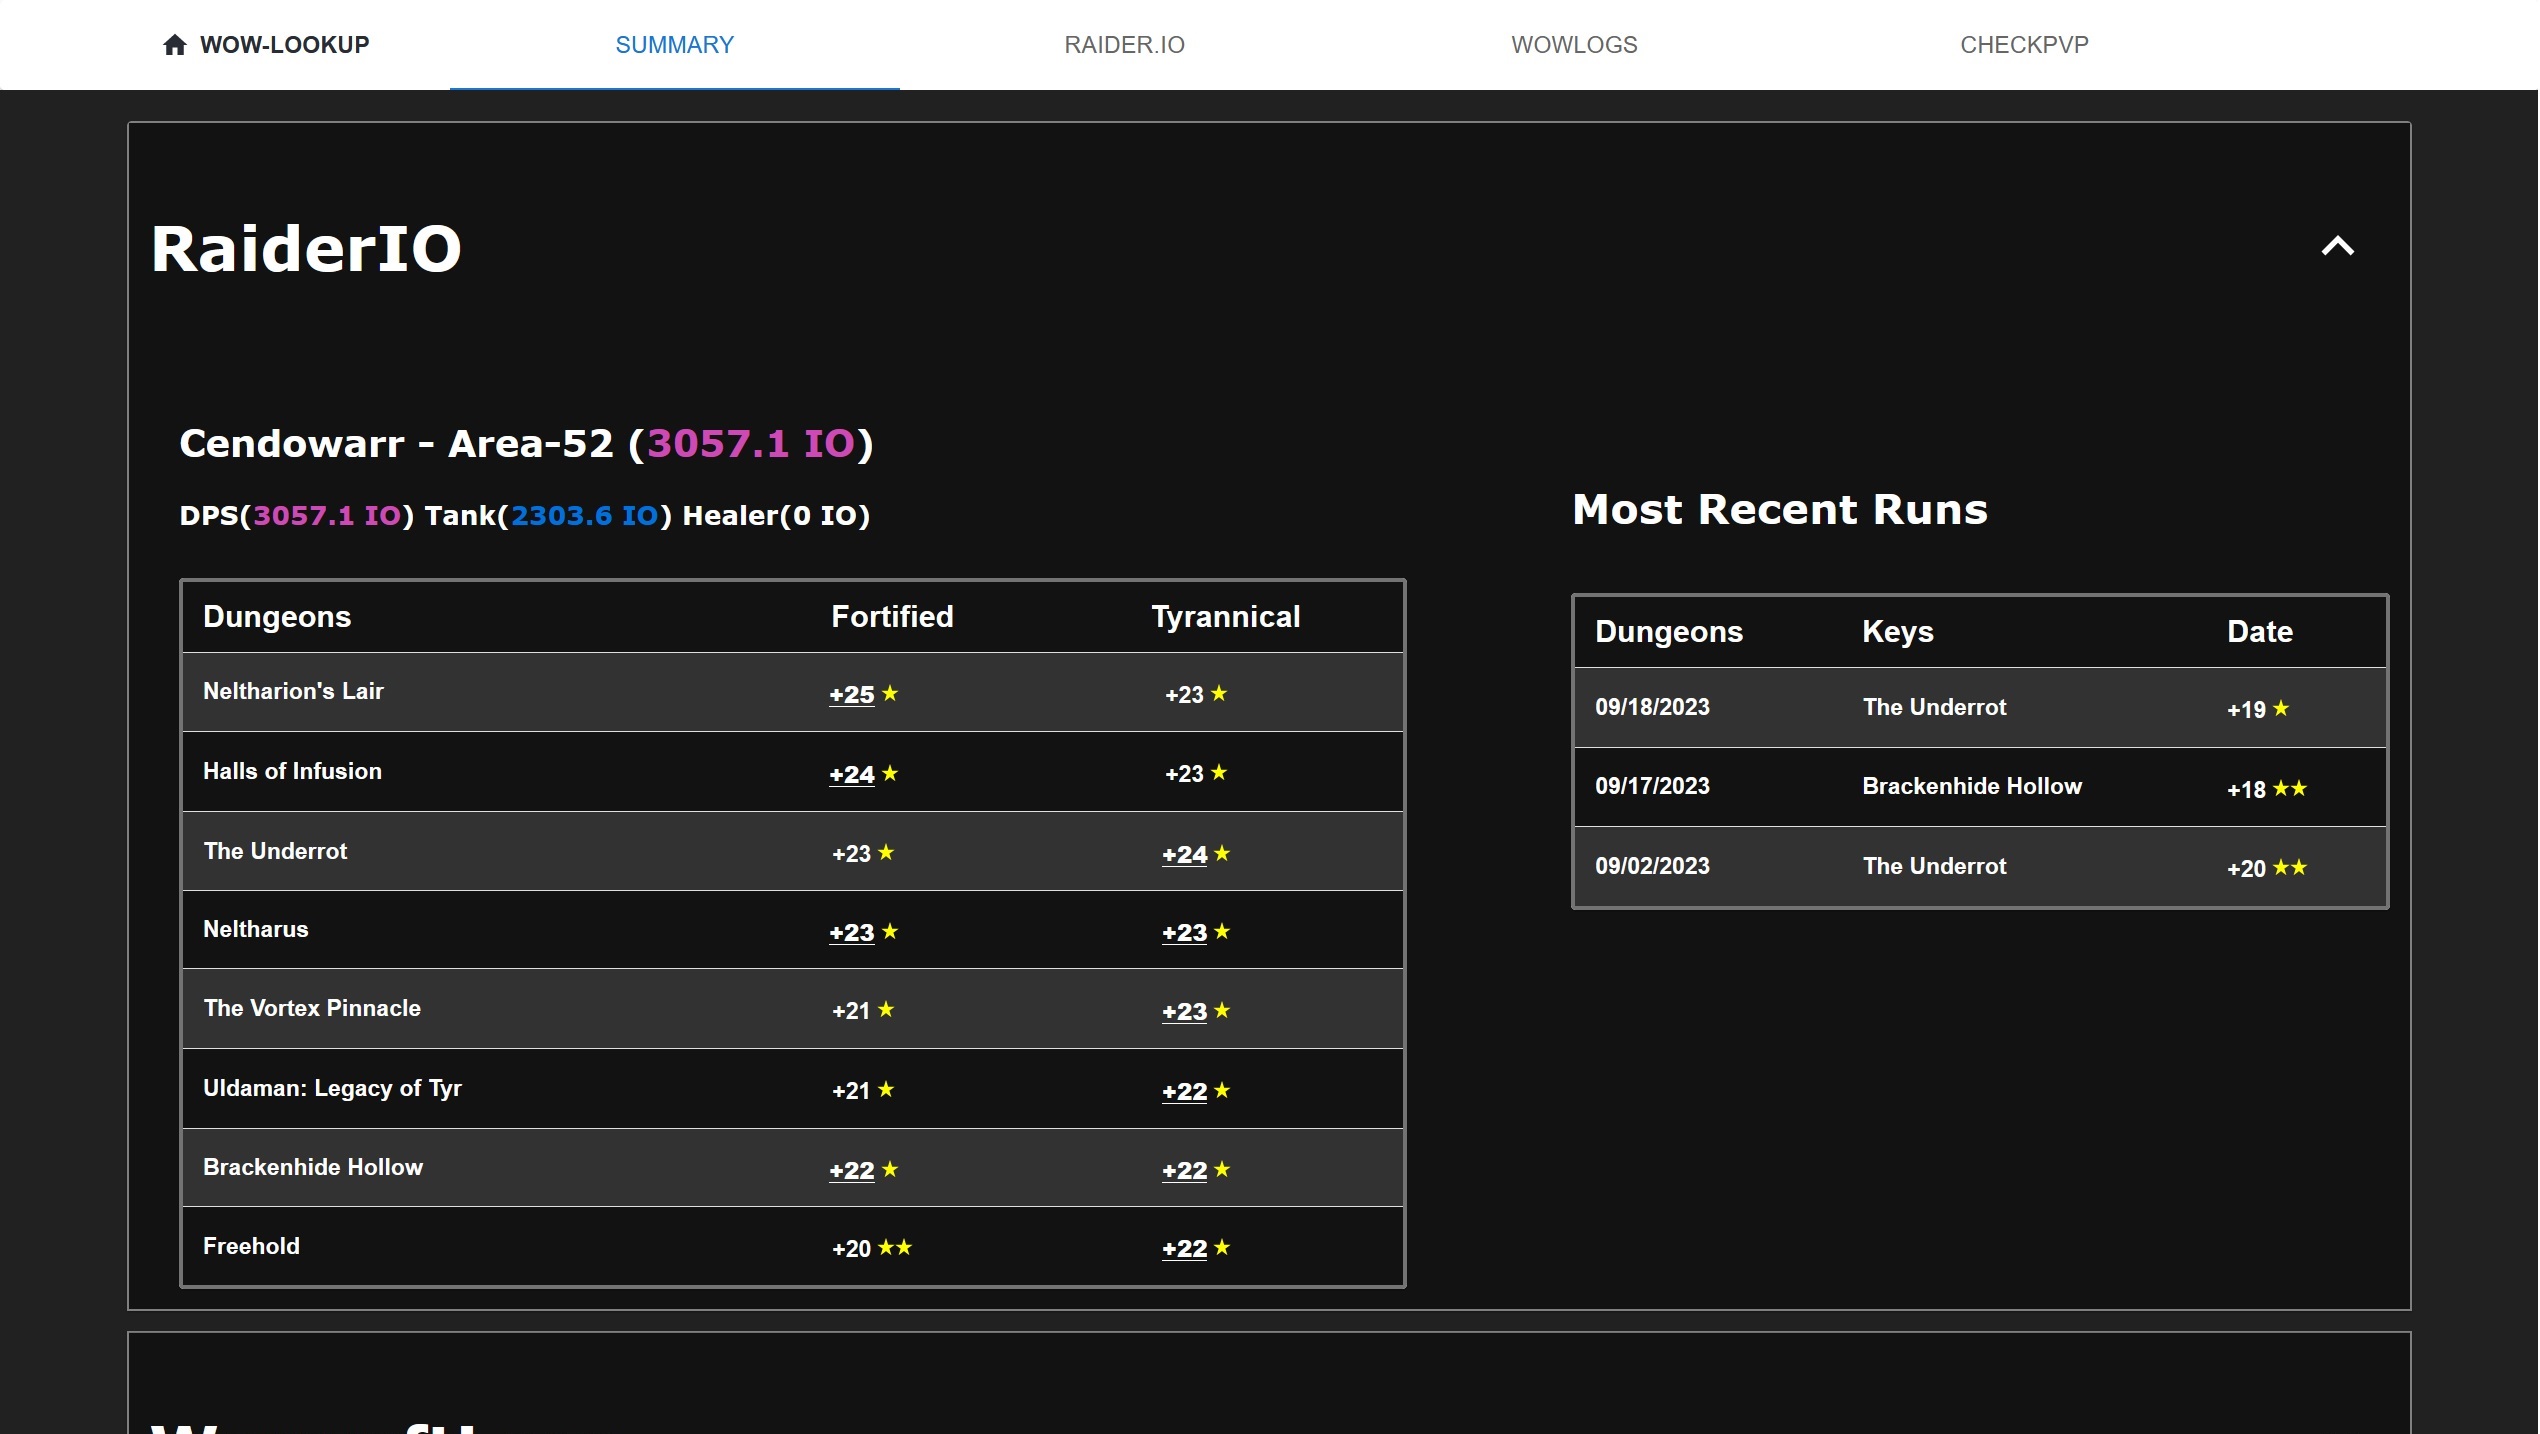 WOW-LOOKUP SUMMARY RAIDER.IO WOWLOGS CHECKPVP
RaiderIO
Cendowarr - Area-52 (3057.1 IO)
DPS(3057.1 IO) Tank(2303.6 IO) Healer(0 IO)
Dungeons Fortified Tyrannical
Neltharion's Lair +25 ★ +23 ★
Halls of Infusion +24 ★ +23 ★
The Underrot +23 ★ +24 ★
Neltharus +23 ★ +23 ★
The Vortex Pinnacle +21 ★ +23 ★
Uldaman: Legacy of Tyr +21 ★ +22 ★
Brackenhide Hollow +22 ★ +22 ★
Freehold +20 ★★ +22 ★
Most Recent Runs
Dungeons Keys Date
09/18/2023 The Underrot +19 ★
09/17/2023 Brackenhide Hollow +18 ★★
09/02/2023 The Underrot +20 ★★